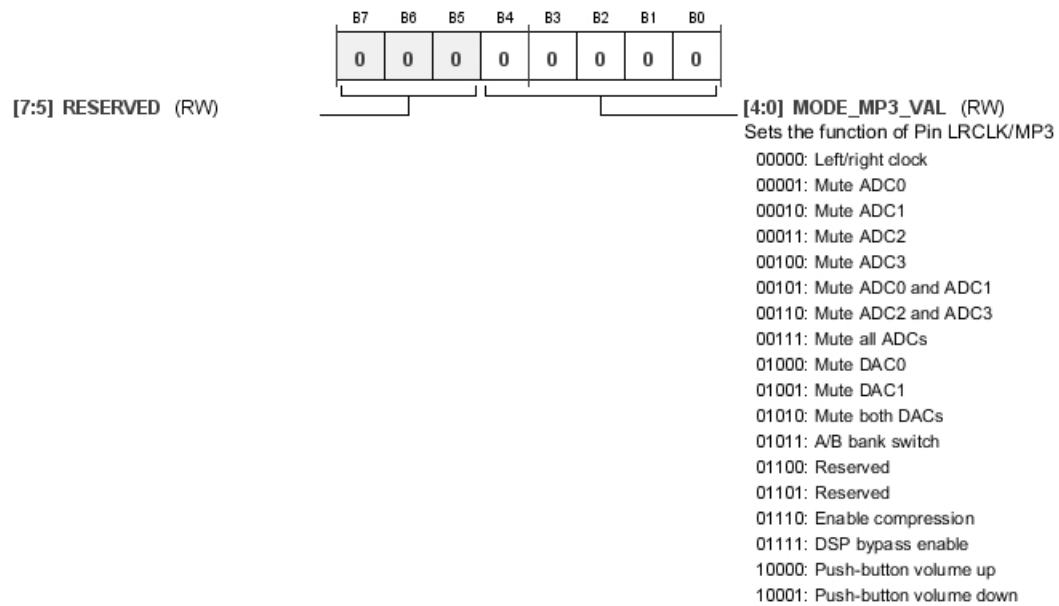 B7 B6 B5 B4 B3 B2 B1 B0
0 0 0 0 0 0 0 0
[7:5] RESERVED (RW)
[4:0] MODE_MP3_VAL (RW)
Sets the function of Pin LRCLK/MP3
00000: Left/right clock
00001: Mute ADC0
00010: Mute ADC1
00011: Mute ADC2
00100: Mute ADC3
00101: Mute ADC0 and ADC1
00110: Mute ADC2 and ADC3
00111: Mute all ADCs
01000: Mute DAC0
01001: Mute DAC1
01010: Mute both DACs
01011: A/B bank switch
01100: Reserved
01101: Reserved
01110: Enable compression
01111: DSP bypass enable
10000: Push-button volume up
10001: Push-button volume down